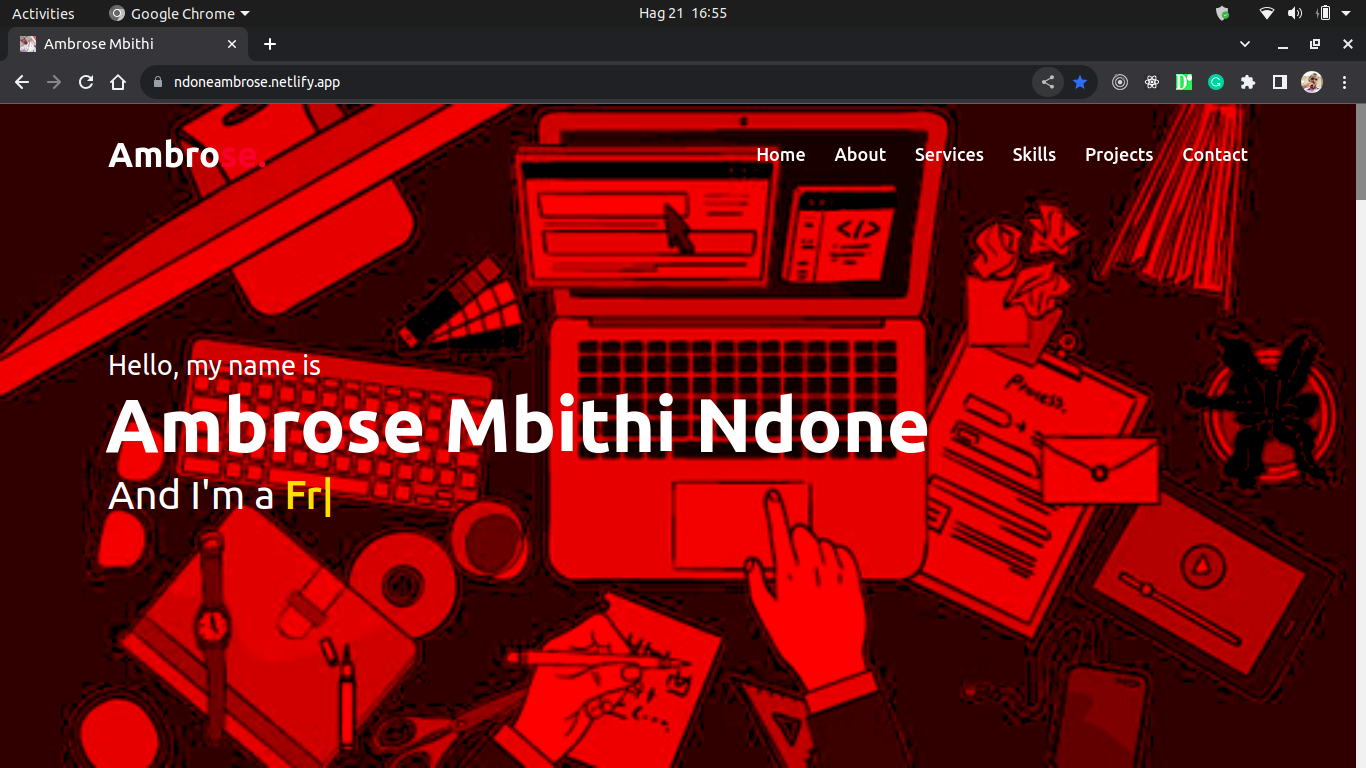 Activities
Google Chrome
Hag 21 16:55
Ambrose Mbithi
ndoneambrose.netlify.app
Ambrose.
Home
About
Services
Skills
Projects
Contact
</>
Process.
Hello, my name is
Ambrose Mbithi Ndone
And I'm a Fr|